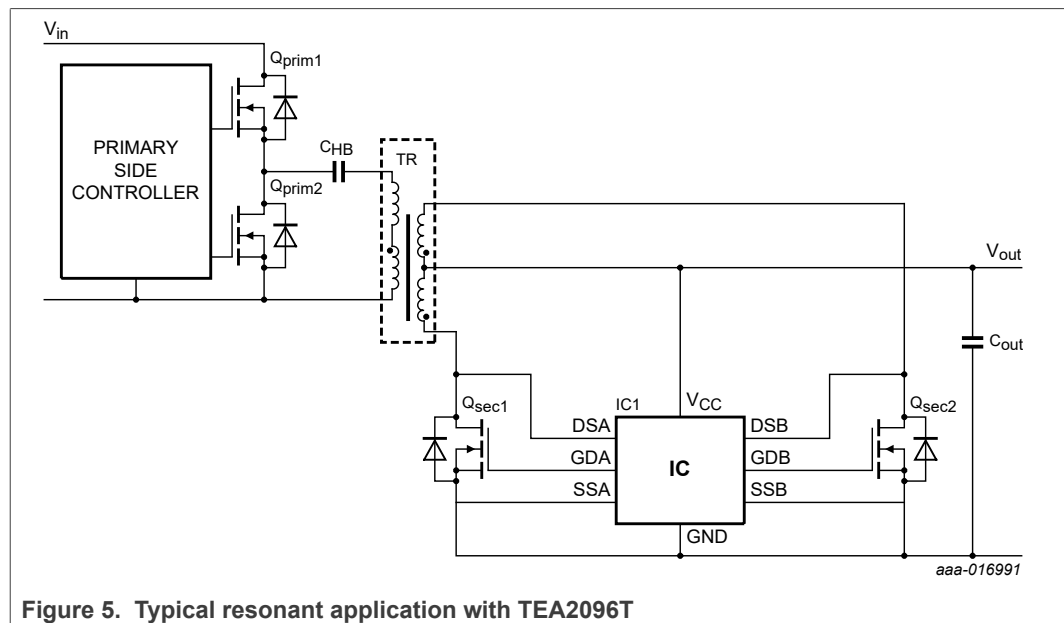 Vin
Qprim1
PRIMARY
SIDE
CONTROLLER
CHB
TR
Qprim2
Vout
Cout
Qsec1
IC1
VCC
Qsec2
DSA
DSB
GDA
IC
GDB
SSA
SSB
GND
aaa-016991
Figure 5. Typical resonant application with TEA2096T